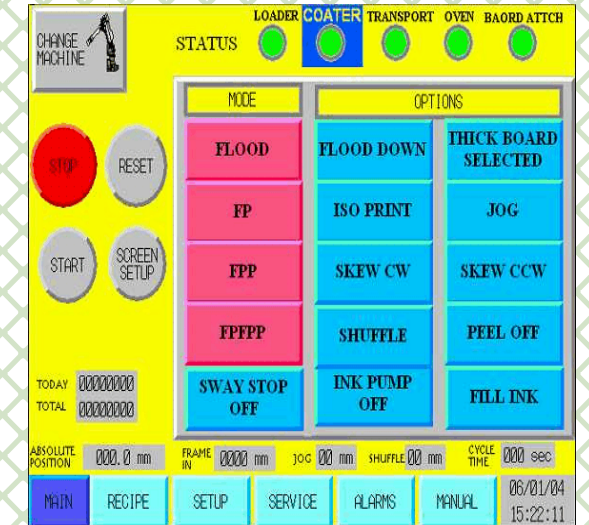 CHANGE
MACHINE
STATUS
LOADER COATER TRANSPORT OVEN BAORD ATTCH
MODE OPTIONS
STOP RESET
START SCREEN
SETUP
FLOOD FLOOD DOWN THICK BOARD
SELECTED
FP ISO PRINT JOG
FPP SKEW CW SKEW CCW
FPFPP SHUFFLE PEEL OFF
SWAY STOP
OFF
INK PUMP
OFF
FILL INK
TODAY 00000000
TOTAL 00000000
ABSOLUTE
POSITION 000.0 mm
FRAME
IN 0000 mm
JOG 00 mm
SHUFFLE 00 mm
CYCLE
TIME 000 sec
MAIN RECIPE SETUP SERVICE ALARMS MANUAL
06/01/04
15:22:11